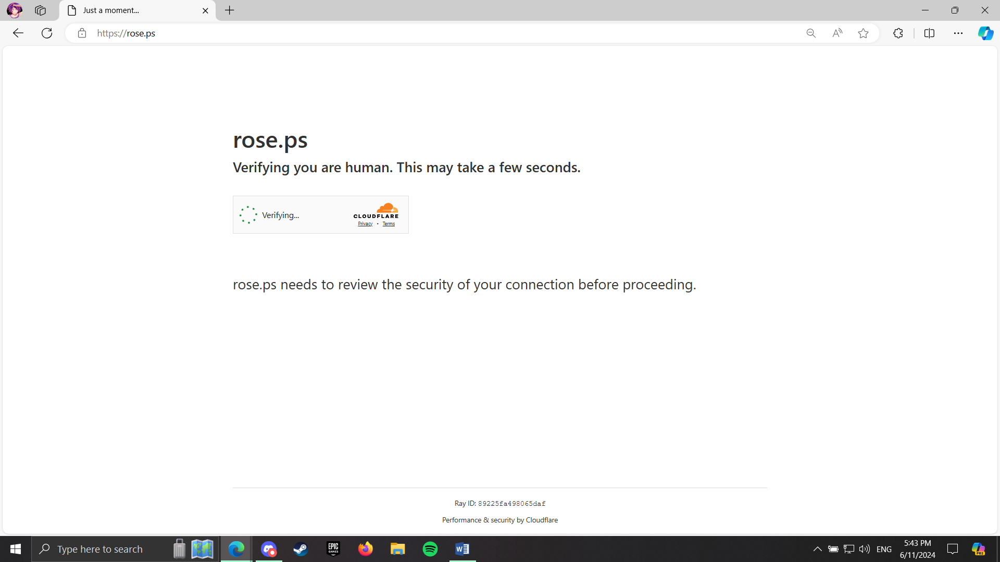 Just a moment...
https://rose.ps
rose.ps
Verifying you are human. This may take a few seconds.
Verifying...
CLOUDFLARE
Privacy • Terms
rose.ps needs to review the security of your connection before proceeding.
Ray ID: 89225fa498065daf
Performance & security by Cloudflare
Type here to search
EPIC
GAMES
W
ENG
5:43 PM
6/11/2024
PRE